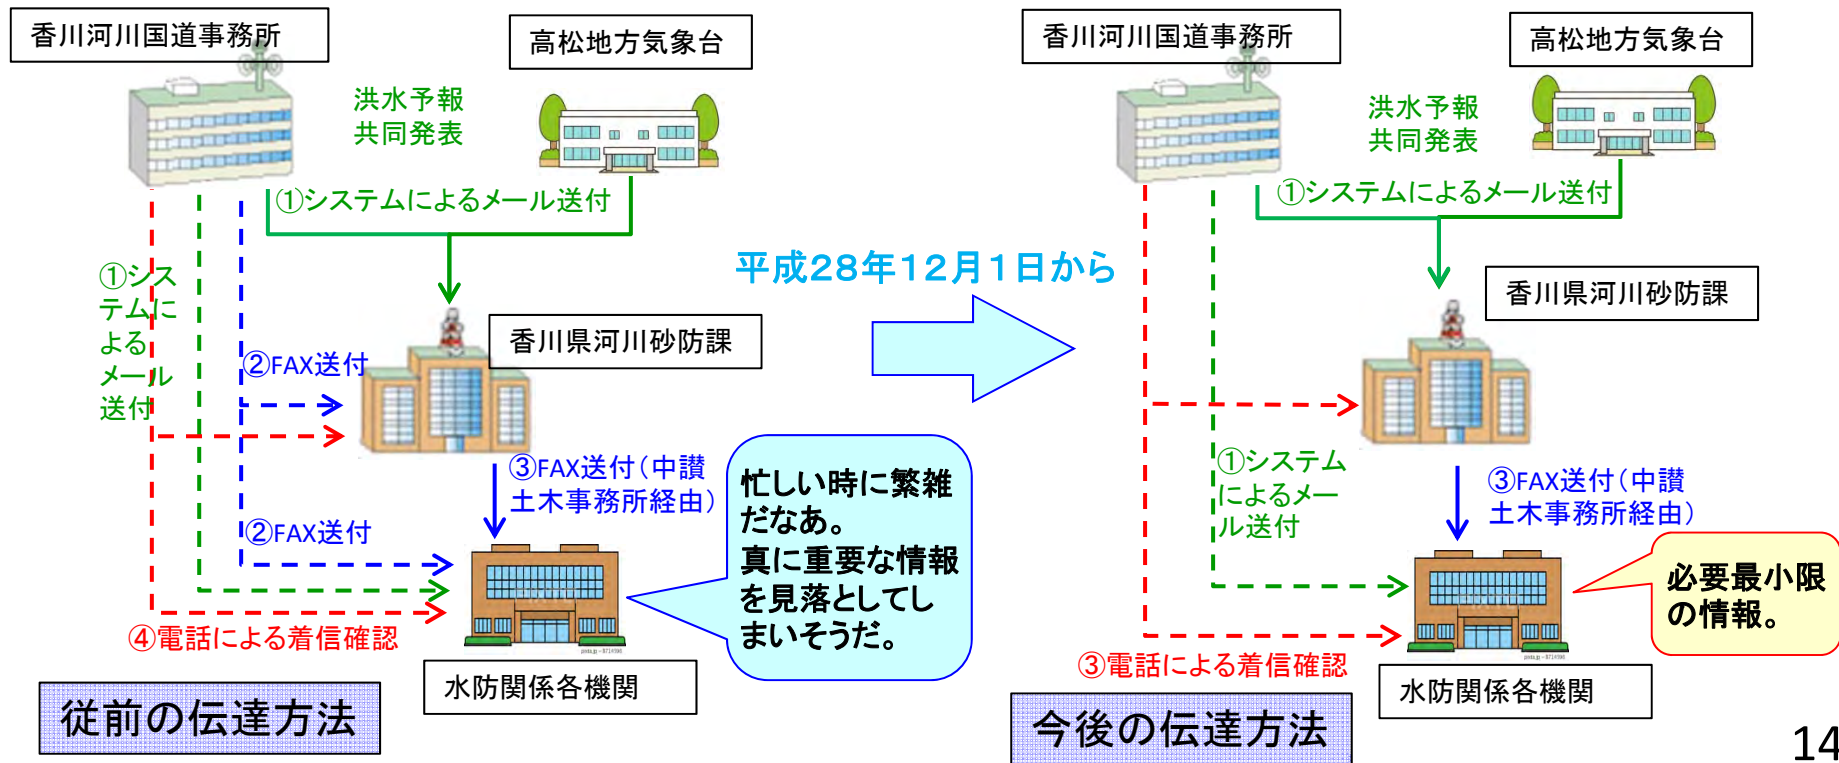 香川河川国道事務所
高松地方気象台
洪水予報
共同発表
①システムによるメール送付
①シス
テムに
よる
メール
送付
②FAX送付
香川県河川砂防課
③FAX送付(中讃
土木事務所経由)
②FAX送付
④電話による着信確認
水防関係各機関
忙しい時に繁雑
だなあ。
真に重要な情報
を見落としてし
まいそうだ。
従前の伝達方法
平成28年12月1日から
香川河川国道事務所
高松地方気象台
洪水予報
共同発表
①システムによるメール送付
香川県河川砂防課
①システム
によるメー
ル送付
③FAX送付(中讃
土木事務所経由)
③電話による着信確認
水防関係各機関
必要最小限
の情報。
今後の伝達方法
14